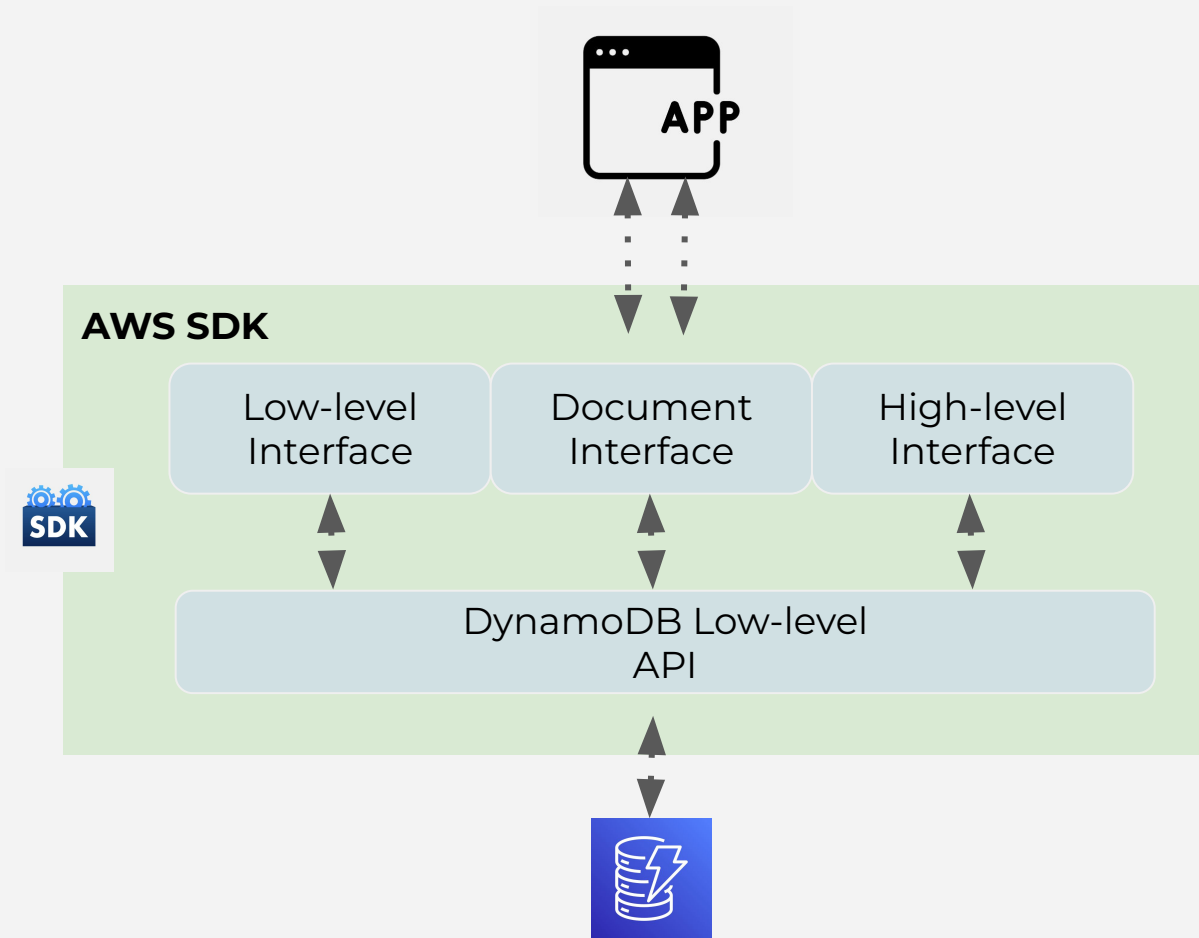 APP
AWS SDK
Low-level
Interface
Document
Interface
High-level
Interface
SDK
DynamoDB Low-level
API